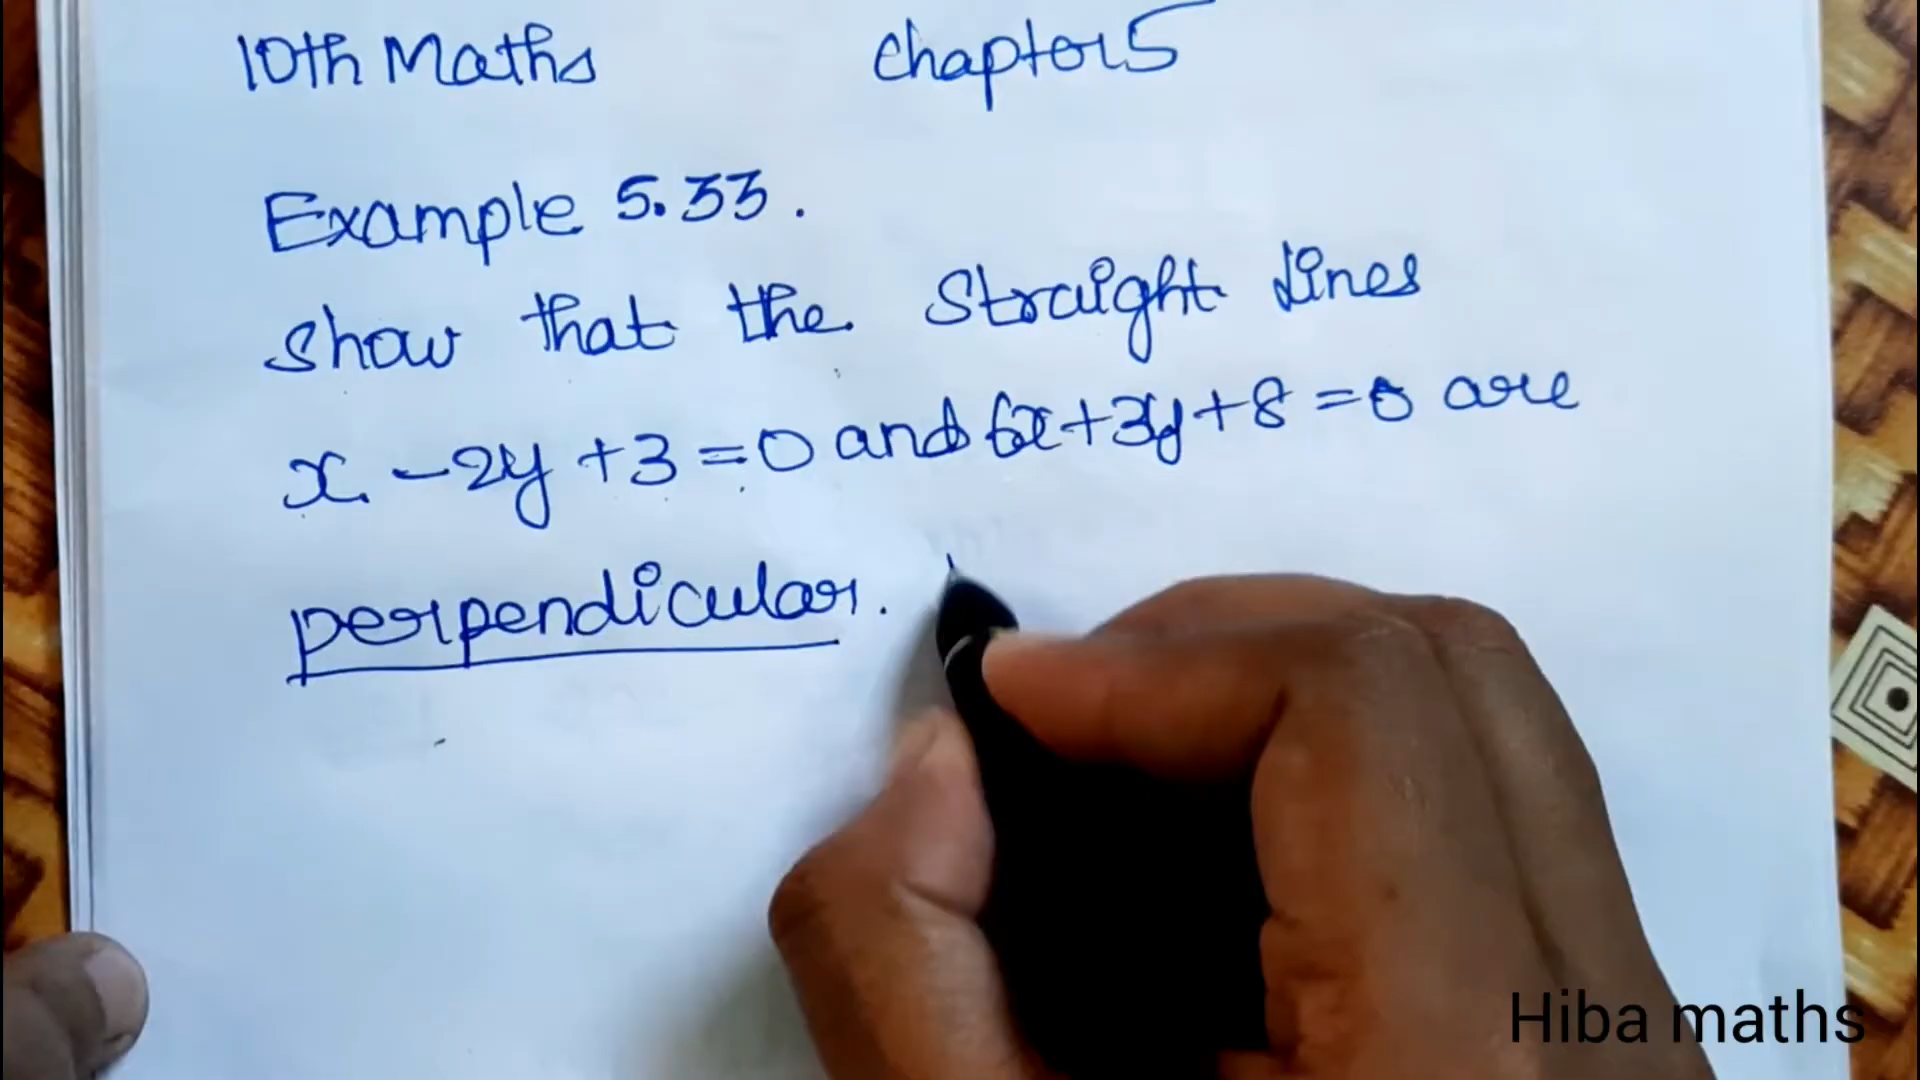 10th Maths chapter 5
Example 5.33.
Show that the Straight lines
x - 2y + 3 = 0 and 6x + 3y + 8 = 0 are
perpendicular.
Hiba maths